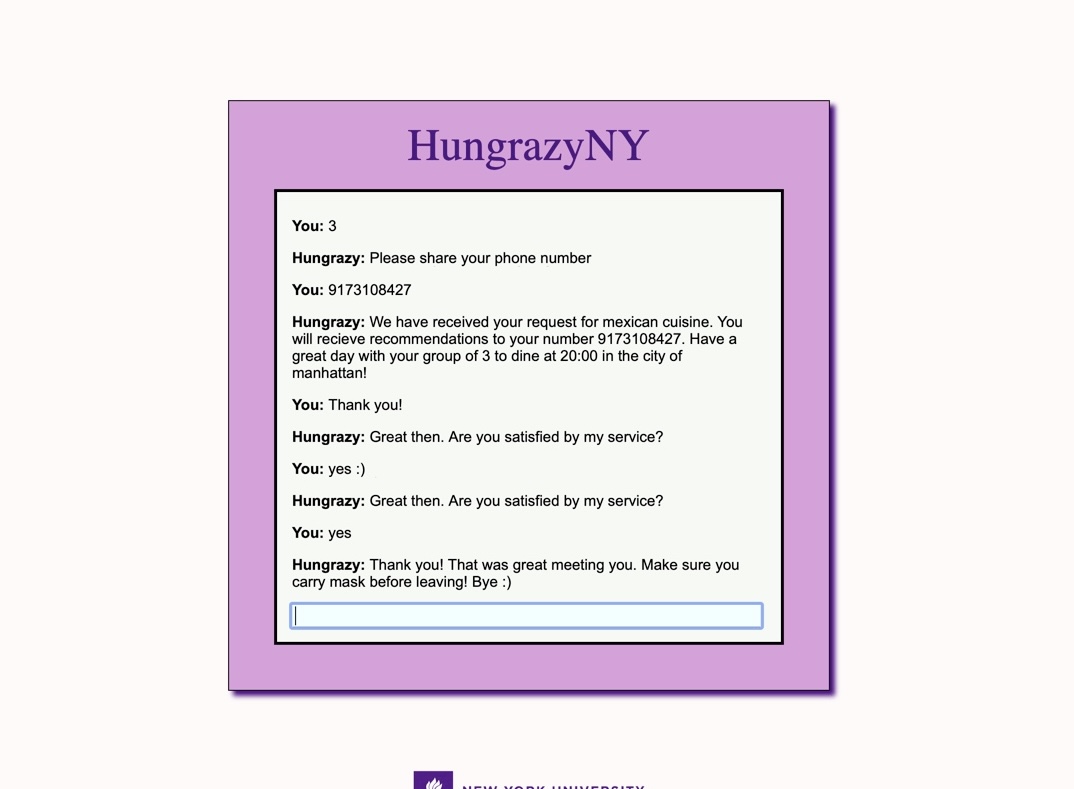 HungrazyNY
You: 3
Hungrazy: Please share your phone number
You: 9173108427
Hungrazy: We have received your request for mexican cuisine. You
will recieve recommendations to your number 9173108427. Have a
great day with your group of 3 to dine at 20:00 in the city of
manhattan!
You: Thank you!
Hungrazy: Great then. Are you satisfied by my service?
You: yes :)
Hungrazy: Great then. Are you satisfied by my service?
You: yes
Hungrazy: Thank you! That was great meeting you. Make sure you
carry mask before leaving! Bye :)
NEW YORK UNIVERSITY